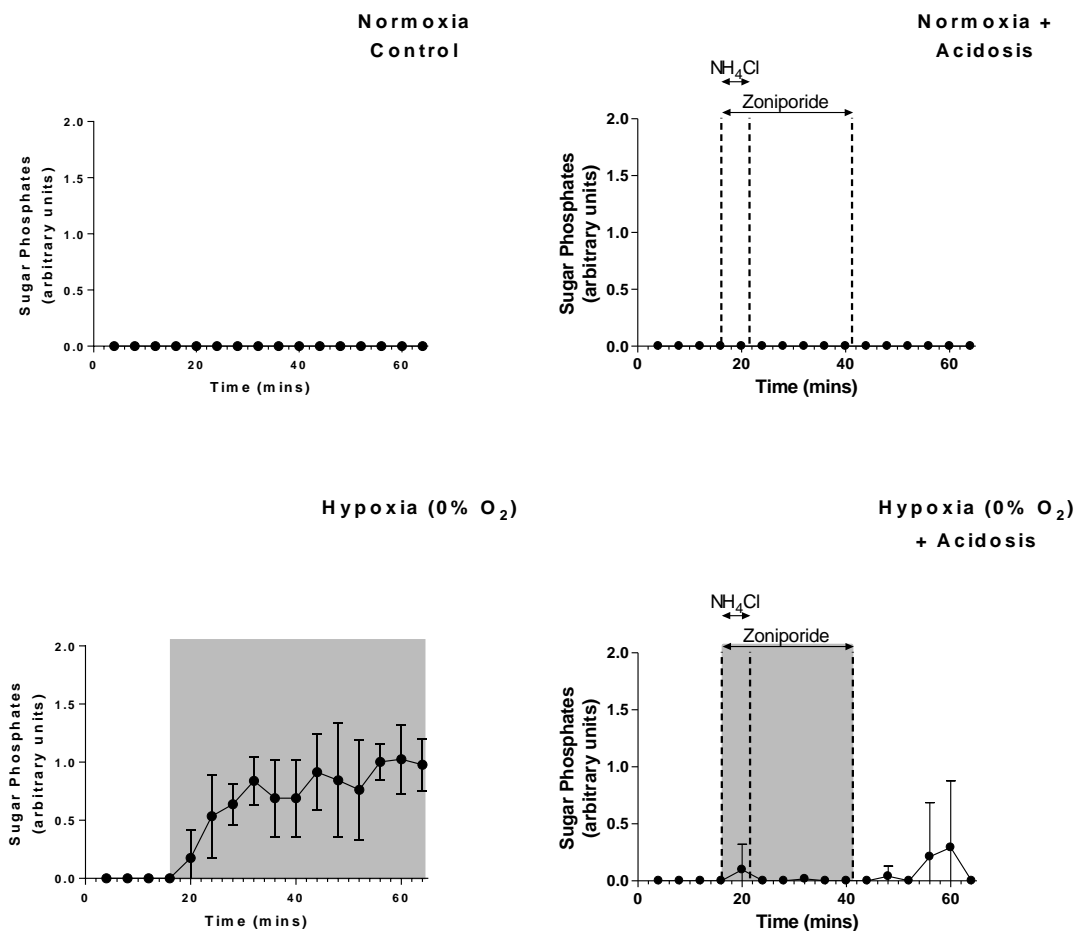 Normoxia
Control
Sugar Phosphates
(arbitrary units)
2.0
1.5
1.0
0.5
0.0
0 20 40 60
Time (mins)
Normoxia +
Acidosis
NH₄Cl
Zoniporide
Sugar Phosphates
(arbitrary units)
2.0
1.5
1.0
0.5
0.0
0 20 40 60
Time (mins)
Hypoxia (0% O₂)
Sugar Phosphates
(arbitrary units)
2.0
1.5
1.0
0.5
0.0
0 20 40 60
Time (mins)
Hypoxia (0% O₂)
+ Acidosis
NH₄Cl
Zoniporide
Sugar Phosphates
(arbitrary units)
2.0
1.5
1.0
0.5
0.0
0 20 40 60
Time (mins)